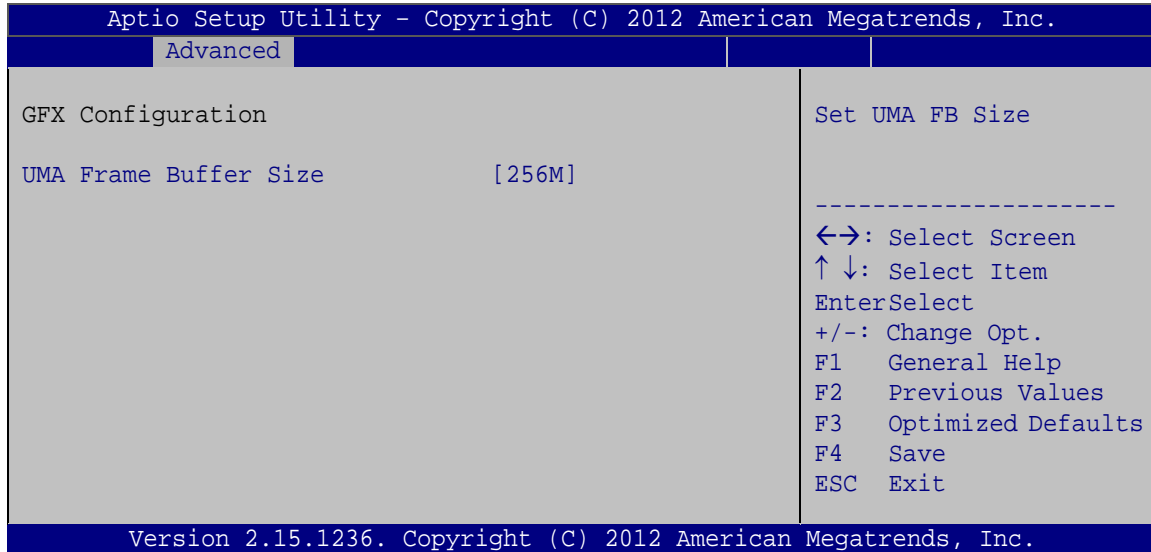 Aptio Setup Utility – Copyright (C) 2012 American Megatrends, Inc.
Advanced
GFX Configuration
UMA Frame Buffer Size [256M]
Set UMA FB Size
---------------------
←→: Select Screen
↑ ↓: Select Item
EnterSelect
+/-: Change Opt.
F1 General Help
F2 Previous Values
F3 Optimized Defaults
F4 Save
ESC Exit
Version 2.15.1236. Copyright (C) 2012 American Megatrends, Inc.